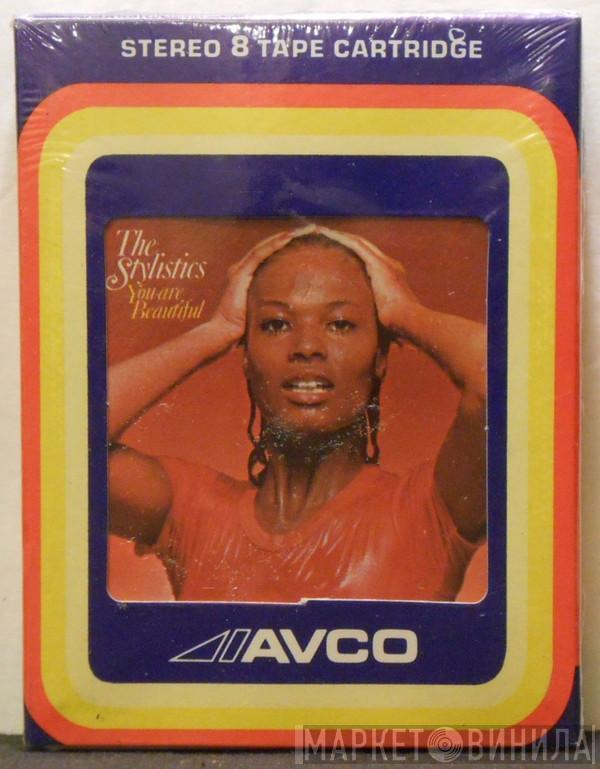 STEREO 8 TAPE CARTRIDGE
The
Stylistics
You are
Beautiful
AVCO
МАРКЕТ ВИНИЛА